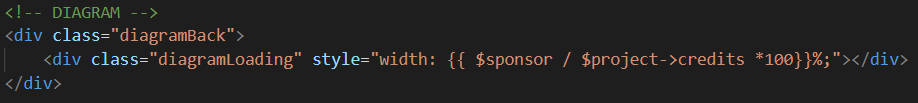 <!-- DIAGRAM -->
<div class="diagramBack">
    <div class="diagramLoading" style="width: {{ $sponsor / $project->credits *100}}%;"></div>
</div>